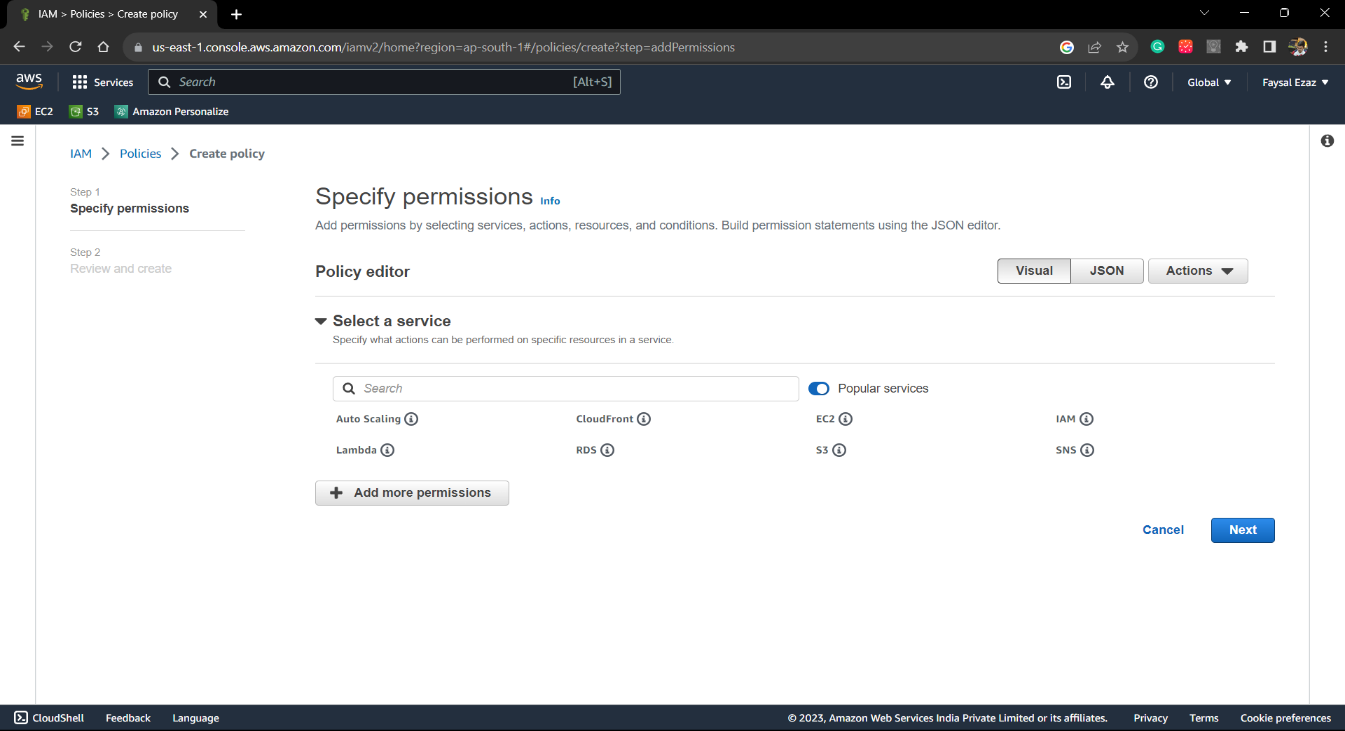 IAM > Policies > Create policy
us-east-1.console.aws.amazon.com/iamv2/home?region=ap-south-1#/policies/create?step=addPermissions
aws Services Search [Alt+S] Global Faysal Ezaz
EC2 S3 Amazon Personalize
IAM > Policies > Create policy
Step 1
Specify permissions
Step 2
Review and create
Specify permissions Info
Add permissions by selecting services, actions, resources, and conditions. Build permission statements using the JSON editor.
Policy editor Visual JSON Actions
Select a service
Specify what actions can be performed on specific resources in a service.
Search Popular services
Auto Scaling CloudFront EC2 IAM
Lambda RDS S3 SNS
Add more permissions
Cancel Next
CloudShell Feedback Language © 2023, Amazon Web Services India Private Limited or its affiliates. Privacy Terms Cookie preferences